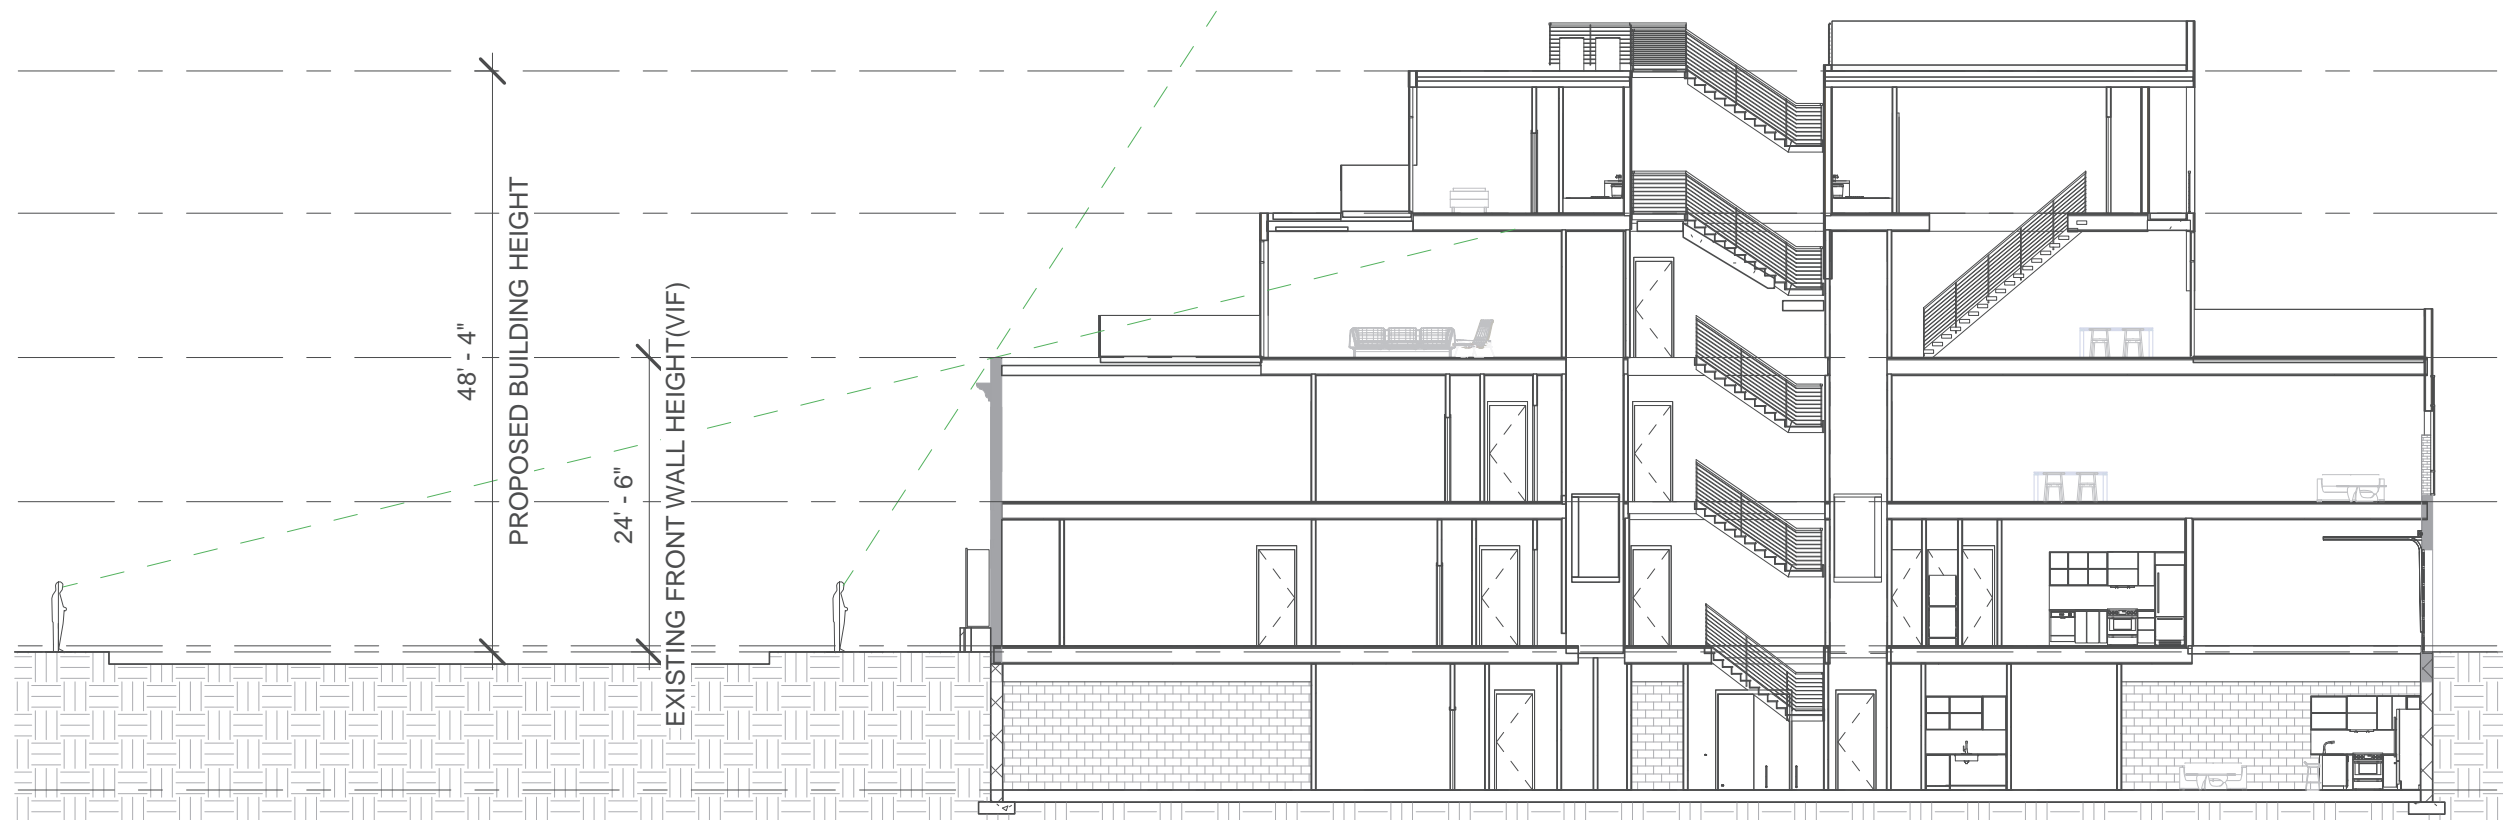 48' - 4"
PROPOSED BUILDING HEIGHT
24' - 6"
EXISTING FRONT WALL HEIGHT(VIF)